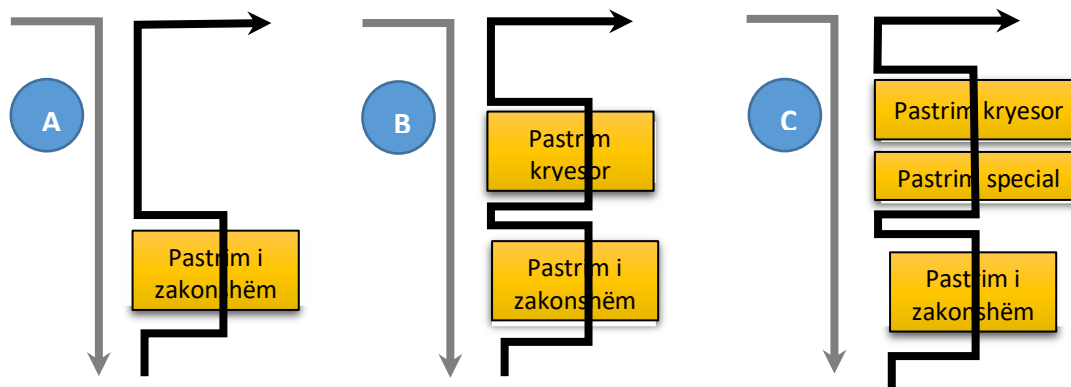 A
Pastrim i
zakonshëm
B
Pastrim
kryesor
Pastrim i
zakonshëm
C
Pastrim kryesor
Pastrim special
Pastrim i
zakonshëm